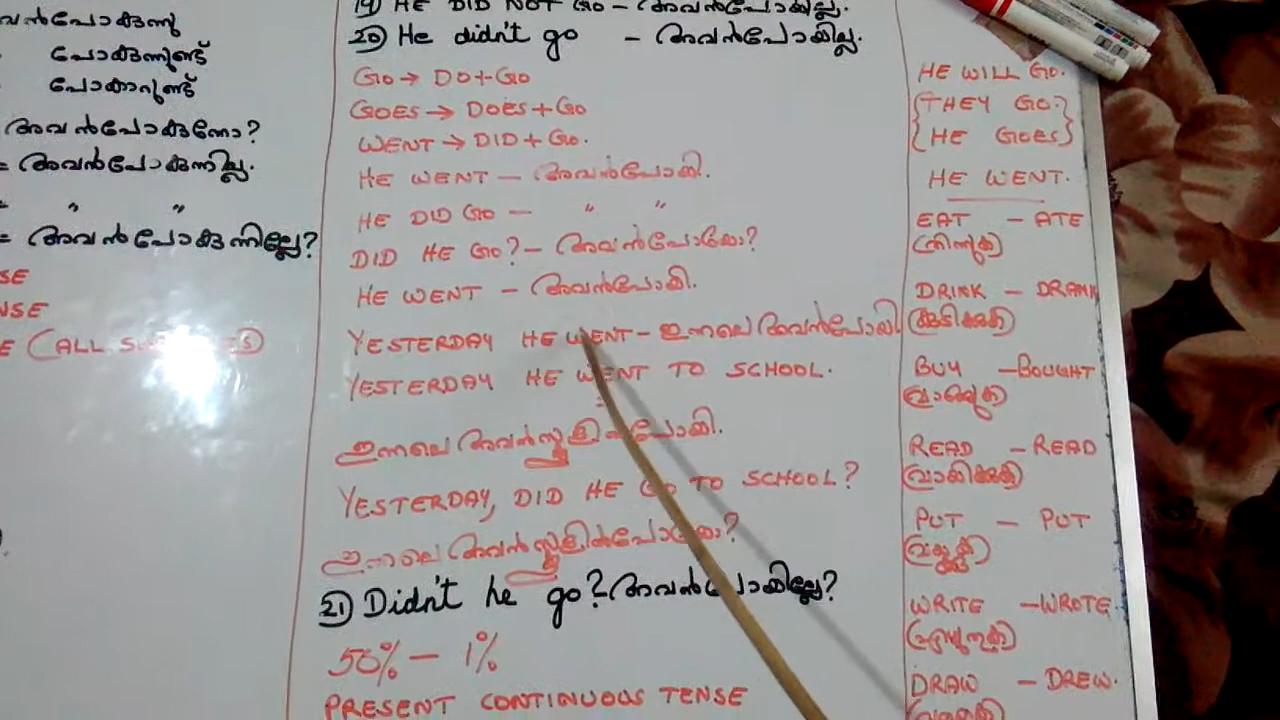 പോകുന്നു
പോകുന്നുണ്ട്
പോകാറുണ്ട്
അവൻപോകുന്നോ?
= അവൻപോകുന്നില്ല.
= " "
= അവൻപോകുന്നില്ലേ?
(ALL
(19) HE DID NOT GO - അവൻപോകില്ല.
(20) He didn't go - അവൻപോയില്ല.
GO → DO+GO
GOES → DOES+GO
WENT → DID+GO.
HE WENT - അവൻപോയി.
HE DID GO - " "
DID HE GO? - അവൻപോയോ?
HE WENT - അവൻപോയി.
YESTERDAY HE WENT - ഇന്നലെ അവൻപോയി
YESTERDAY HE WENT TO SCHOOL.
ഇന്നലെ അവൻസ്കൂളിൽപോയി.
YESTERDAY, DID HE GO TO SCHOOL?
ഇന്നലെ അവൻസ്കൂളിൽപോയോ?
(21) Didn't he go? അവൻപോയില്ലേ?
50% - 1%
PRESENT CONTINUOUS TENSE
HE WILL GO.
{THEY GO.}
{HE GOES}
HE WENT.
EAT - ATE
(തിന്നുക)
DRINK - DRANK
(കുടിക്കുക)
BUY - BOUGHT
(വാങ്ങുക)
READ - READ
(വായിക്കുക)
PUT - PUT
WRITE - WROTE.
(എഴുതുക)
DRAW - DREW.